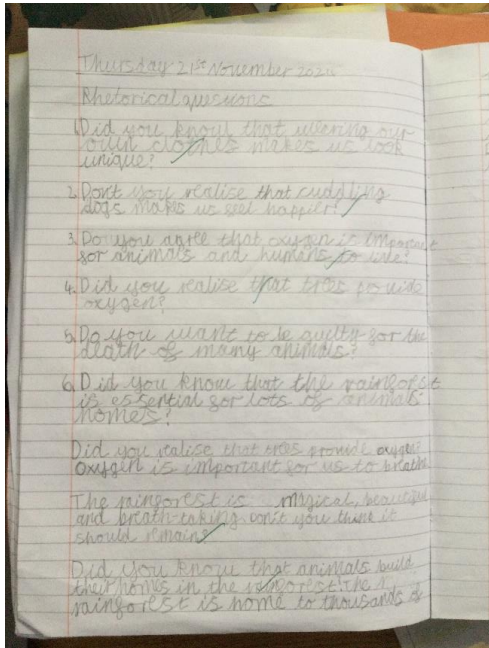 Thursday 21st November 2024
Rhetorical questions
1. Did you know that wearing our
own clothes makes us look
unique?
2. Don't you realise that cuddling
dogs makes us feel happier?
3. Do you agree that oxygen is important
for animals and humans to live?
4. Did you realise that trees provide
oxygen?
5. Do you want to be guilty for the
death of many animals?
6. Did you know that the rainforest
is essential for lots of animals
homes?
Did you realise that trees provide oxygen?
Oxygen is important for us to breath
The rainforest is magical, beautiful
and breath-taking don't you think it
should remain?
Did you know that animals build
their homes in the rainforest. The
rainforest is home to thousands of